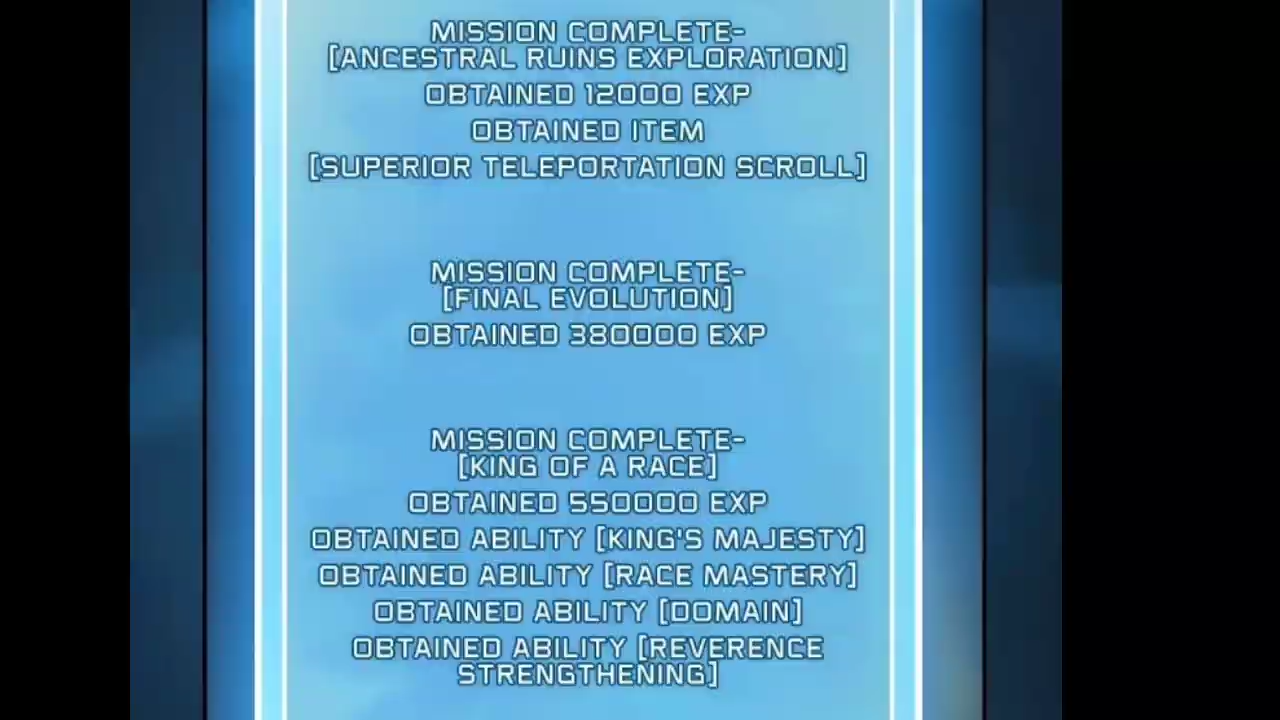 MISSION COMPLETE-
[ANCESTRAL RUINS EXPLORATION]
OBTAINED 12000 EXP
OBTAINED ITEM
[SUPERIOR TELEPORTATION SCROLL]
MISSION COMPLETE-
[FINAL EVOLUTION]
OBTAINED 380000 EXP
MISSION COMPLETE-
[KING OF A RACE]
OBTAINED 550000 EXP
OBTAINED ABILITY [KING'S MAJESTY]
OBTAINED ABILITY [RACE MASTERY]
OBTAINED ABILITY [DOMAIN]
OBTAINED ABILITY [REVERENCE
STRENGTHENING]